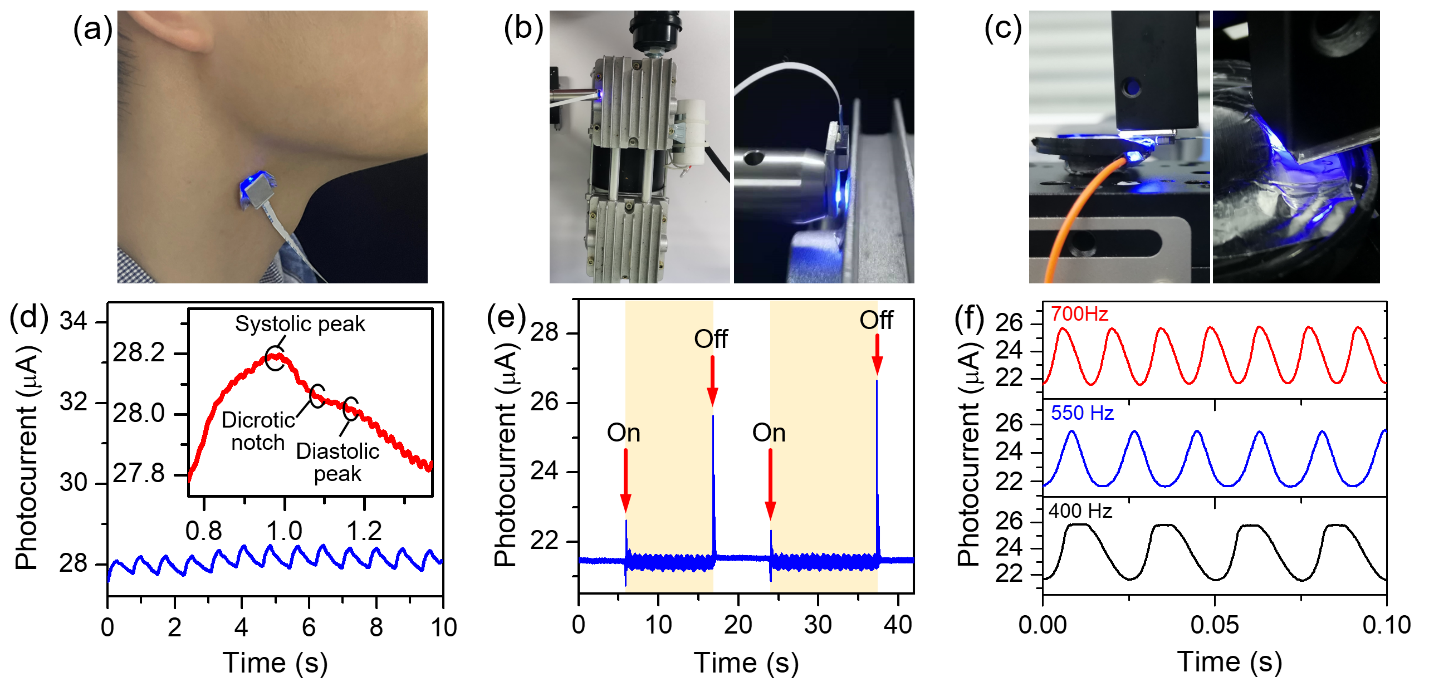 (a)
(b)
(c)
(d)
Photocurrent (μA)
34
32
30
28
28.2
28.0
27.8
Systolic peak
Dicrotic
notch
Diastolic
peak
0.8 1.0 1.2
0 2 4 6 8 10
Time (s)
(e)
Photocurrent (μA)
28
26
24
22
On
Off
On
Off
0 10 20 30 40
Time (s)
(f)
Photocurrent (μA)
700Hz
26
24
22
550 Hz
26
24
22
400 Hz
26
24
22
0.00 0.05 0.10
Time (s)